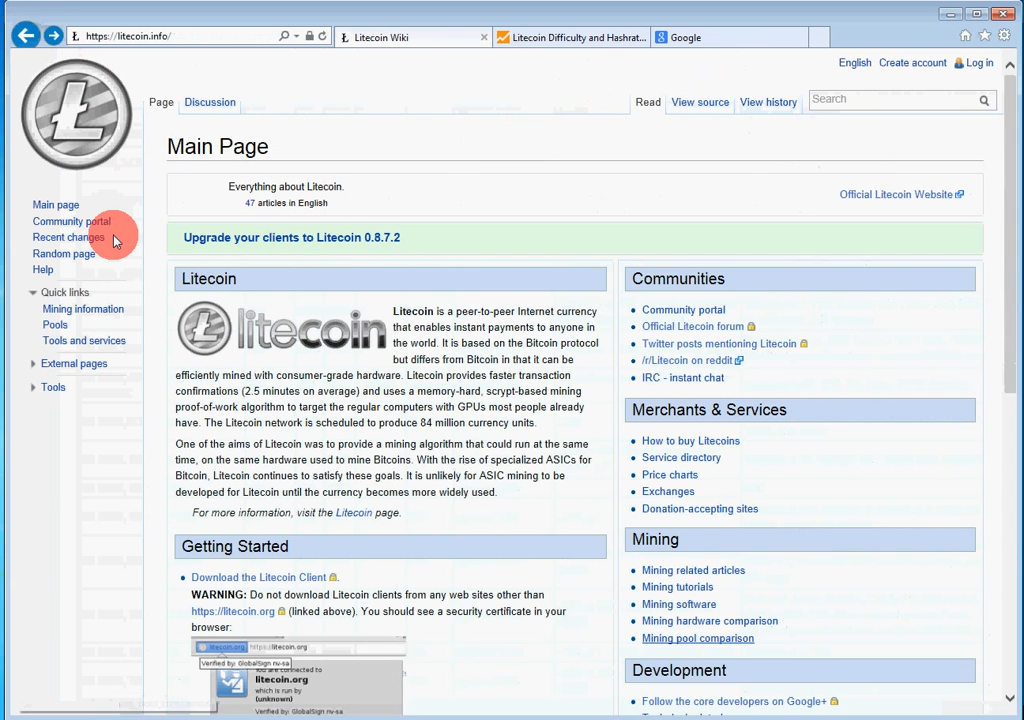 https://litecoin.info/
Litecoin Wiki
Litecoin Difficulty and Hashrat...
Google
English Create account Log in
Page Discussion
Read View source View history
Search
Main Page
Everything about Litecoin.
47 articles in English
Official Litecoin Website
Upgrade your clients to Litecoin 0.8.7.2
Main page
Community portal
Recent changes
Random page
Help
Quick links
Mining information
Pools
Tools and services
External pages
Tools
Litecoin
litecoin
Litecoin is a peer-to-peer Internet currency
that enables instant payments to anyone in
the world. It is based on the Bitcoin protocol
but differs from Bitcoin in that it can be
efficiently mined with consumer-grade hardware. Litecoin provides faster transaction
confirmations (2.5 minutes on average) and uses a memory-hard, scrypt-based mining
proof-of-work algorithm to target the regular computers with GPUs most people already
have. The Litecoin network is scheduled to produce 84 million currency units.
One of the aims of Litecoin was to provide a mining algorithm that could run at the same
time, on the same hardware used to mine Bitcoins. With the rise of specialized ASICs for
Bitcoin, Litecoin continues to satisfy these goals. It is unlikely for ASIC mining to be
developed for Litecoin until the currency becomes more widely used.
For more information, visit the Litecoin page.
Getting Started
Download the Litecoin Client.
WARNING: Do not download Litecoin clients from any web sites other than
https://litecoin.org (linked above). You should see a security certificate in your
browser:
litecoin.org https://litecoin.org
Verified by: GlobalSign nv-sa
You are connected to
litecoin.org
which is run by
(unknown)
Verified by: GlobalSign nv-sa
Communities
Community portal
Official Litecoin forum
Twitter posts mentioning Litecoin
/r/Litecoin on reddit
IRC - instant chat
Merchants & Services
How to buy Litecoins
Service directory
Price charts
Exchanges
Donation-accepting sites
Mining
Mining related articles
Mining tutorials
Mining software
Mining hardware comparison
Mining pool comparison
Development
Follow the core developers on Google+